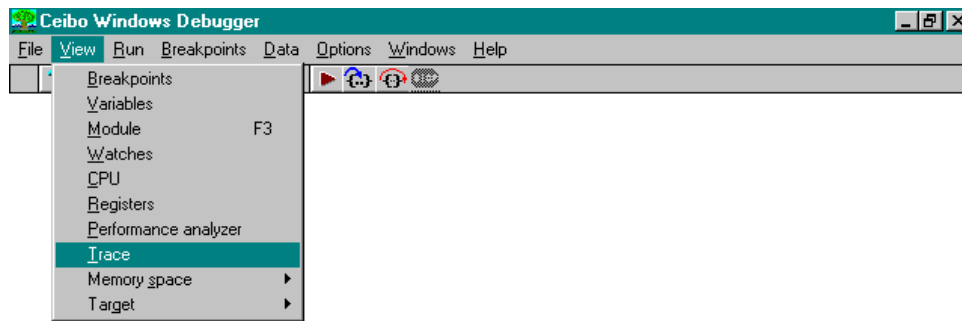 Ceibo Windows Debugger
File View Run Breakpoints Data Options Windows Help
Breakpoints
Variables
Module F3
Watches
CPU
Registers
Performance analyzer
Trace
Memory space
Target